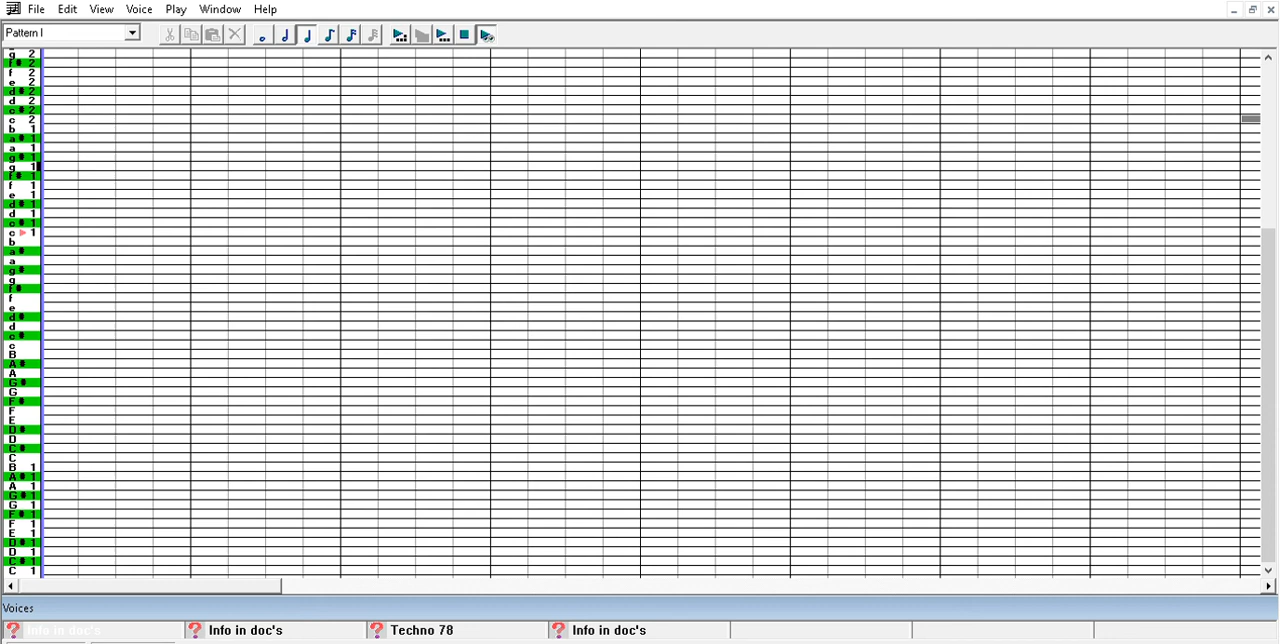 File Edit View Voice Play Window Help
Pattern I
g 2
f# 2
f 2
e 2
d# 2
d 2
c# 2
c 2
b 1
a# 1
a 1
g# 1
g 1
f# 1
f 1
e 1
d# 1
d 1
c# 1
c 1
b
a#
a
g#
g
f#
f
e
d#
d
c#
c
B
A#
A
G#
G
F#
F
E
D#
D
C#
C
B 1
A# 1
A 1
G# 1
G 1
F# 1
F 1
E 1
D# 1
D 1
C# 1
C 1
Voices
Info in doc's Info in doc's Techno 78 Info in doc's